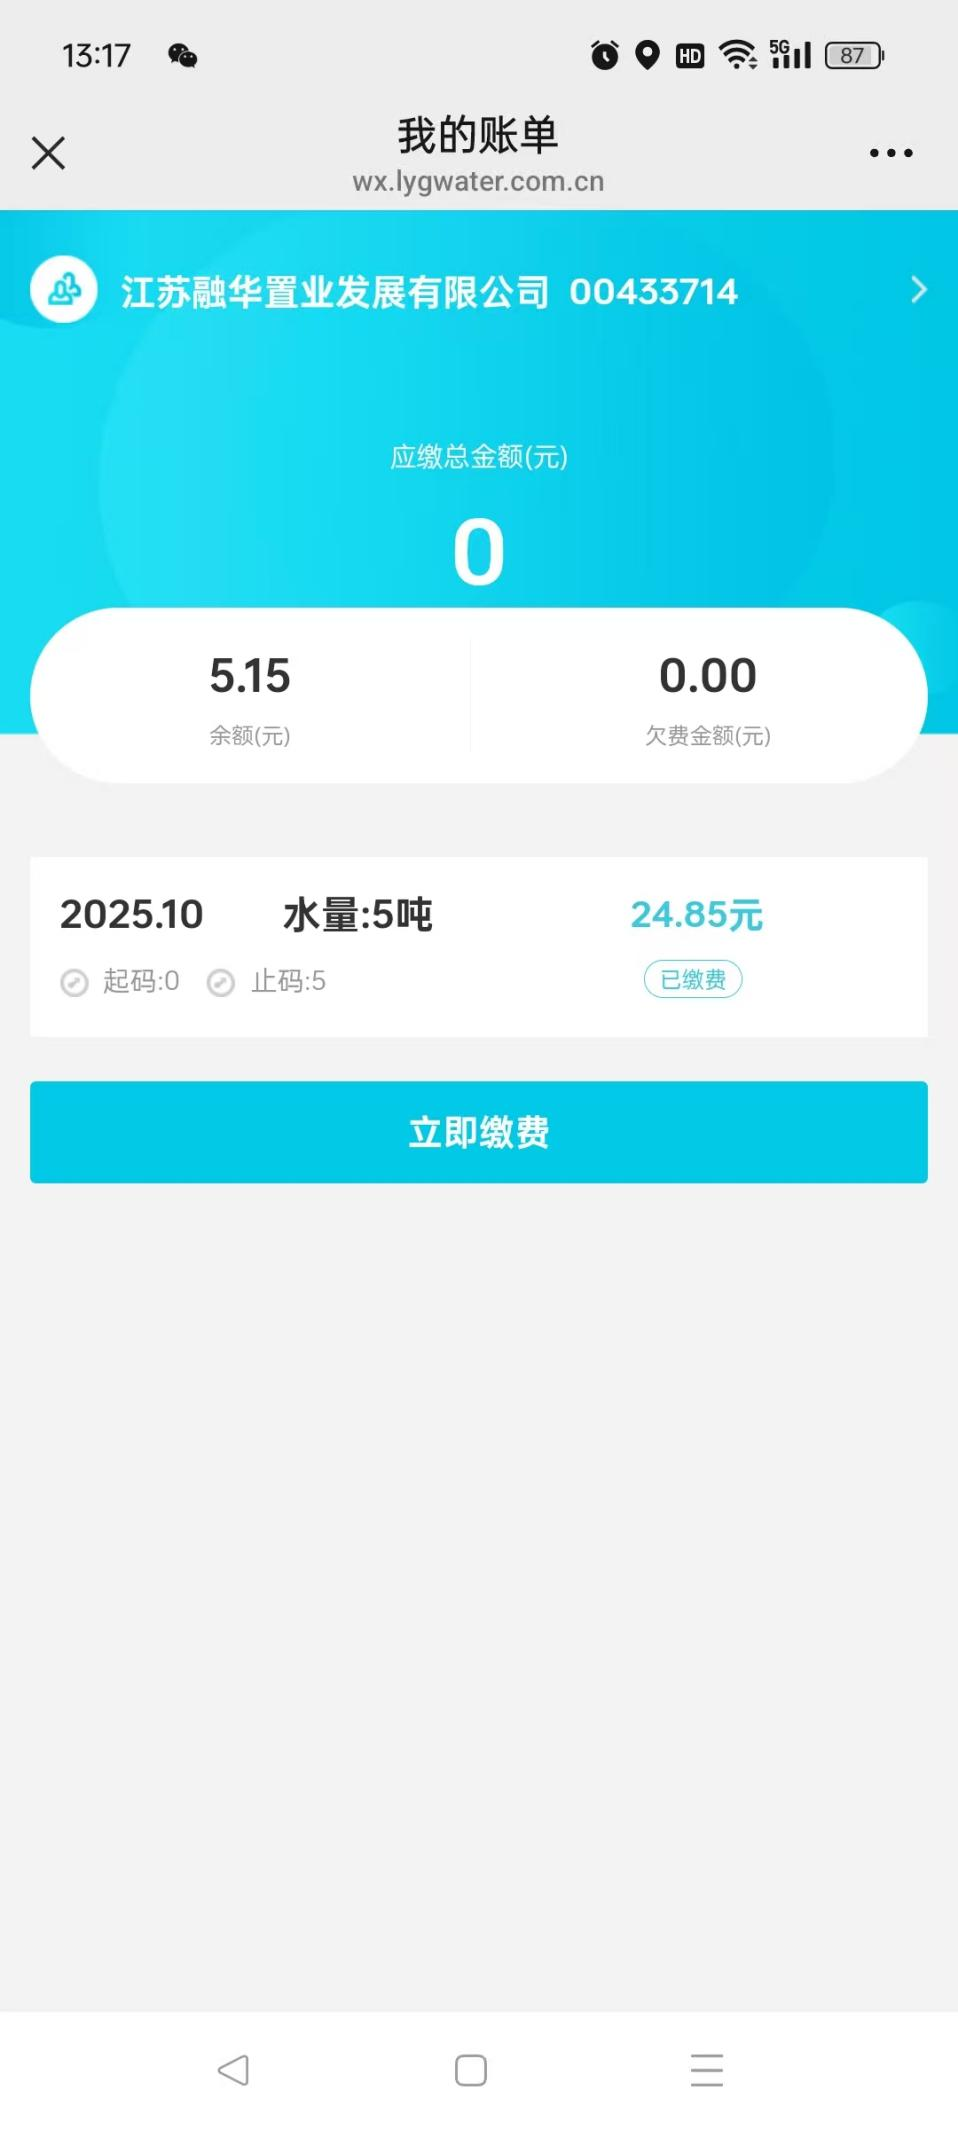 13:17 HD 5G 87
我的账单
wx.lygwater.com.cn
江苏融华置业发展有限公司 00433714
应缴总金额(元)
0
5.15 0.00
余额(元) 欠费金额(元)
2025.10 水量:5吨 24.85元
起码:0 止码:5 已缴费
立即缴费